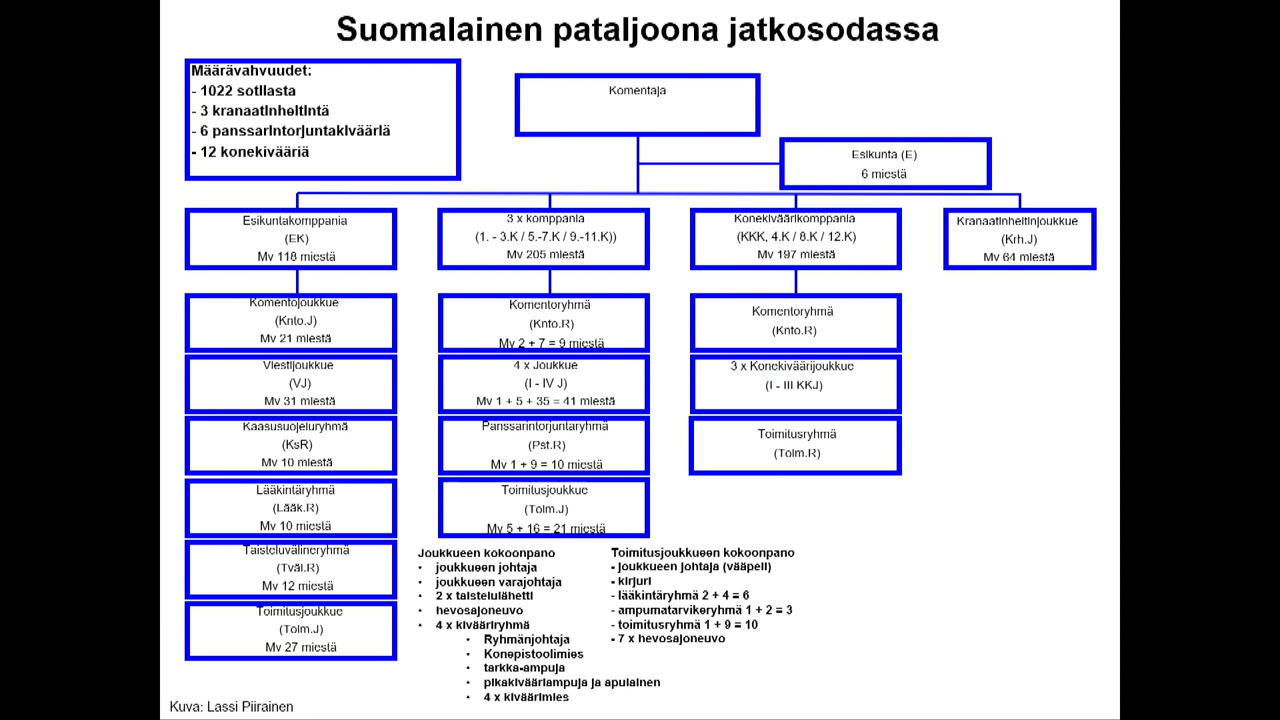 Suomalainen pataljoona jatkosodassa
Määrävahvuudet:
- 1022 sotilasta
- 3 kranaatinheitintä
- 6 panssarintorjuntakivääriä
- 12 konekivääriä
Komentaja
Esikunta (E)
6 miestä
Esikuntakomppania
(EK)
Mv 118 miestä
3 x komppania
(1. - 3.K / 5.-7.K / 9.-11.K))
Mv 205 miestä
Konekiväärikomppania
(KKK, 4.K / 8.K / 12.K)
Mv 197 miestä
Kranaatinheitinjoukkue
(Krh.J)
Mv 64 miestä
Komentojoukkue
(Knto.J)
Mv 21 miestä
Viestijoukkue
(VJ)
Mv 31 miestä
Kaasusuojeluryhmä
(KsR)
Mv 10 miestä
Lääkintäryhmä
(Lääk.R)
Mv 10 miestä
Taisteluvälineryhmä
(Tväl.R)
Mv 12 miestä
Toimitusjoukkue
(Toim.J)
Mv 27 miestä
Komentoryhmä
(Knto.R)
Mv 2 + 7 = 9 miestä
4 x Joukkue
(I - IV J)
Mv 1 + 5 + 35 = 41 miestä
Panssarintorjuntaryhmä
(Pst.R)
Mv 1 + 9 = 10 miestä
Toimitusjoukkue
(Toim.J)
Mv 5 + 16 = 21 miestä
Komentoryhmä
(Knto.R)
3 x Konekiväärijoukkue
(I - III KKJ)
Toimitusryhmä
(Toim.R)
Joukkueen kokoonpano
• joukkueen johtaja
• joukkueen varajohtaja
• 2 x taistelulähetti
• hevosajoneuvo
• 4 x kivääriryhmä
• Ryhmänjohtaja
• Konepistoolimies
• tarkka-ampuja
• pikakivääriampuja ja apulainen
• 4 x kiväärimies
Toimitusjoukkueen kokoonpano
- joukkueen johtaja (vääpeli)
- kirjuri
- lääkintäryhmä 2 + 4 = 6
- ampumatarvikeryhmä 1 + 2 = 3
- toimitusryhmä 1 + 9 = 10
- 7 x hevosajoneuvo
Kuva: Lassi Piirainen